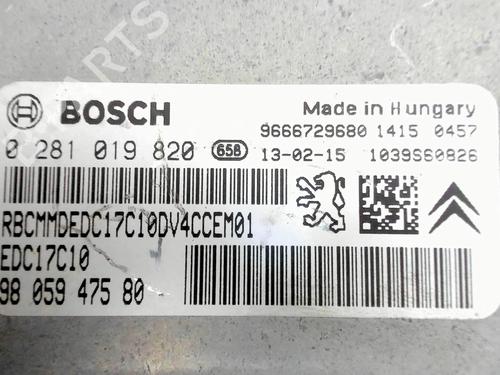 BOSCH
Made in Hungary
9666729680 1415 0457
0 281 019 820 658 13-02-15 1039S60826
RBCMMDEDC17C10DV4CCEM01
EDC17C10
98 059 475 80
PARTS